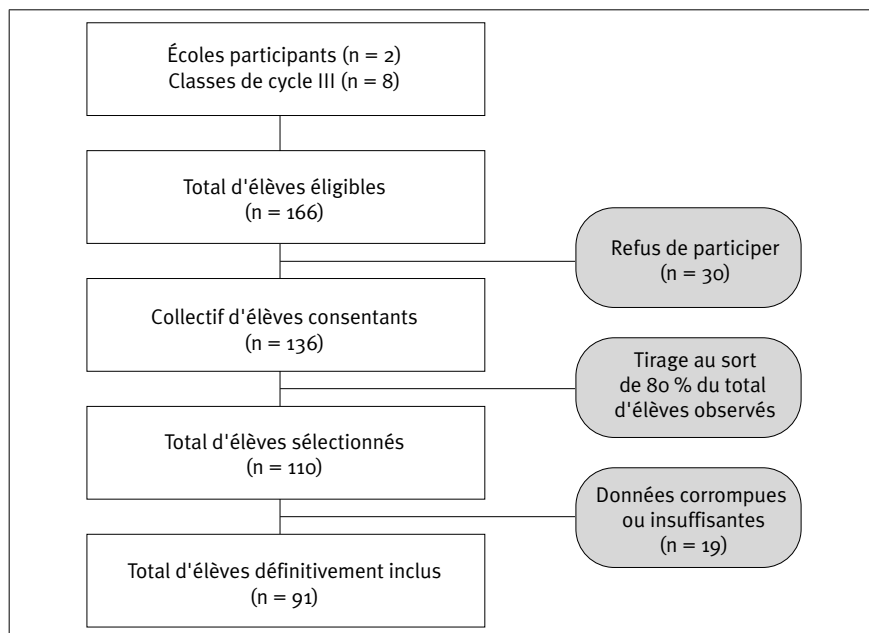 Écoles participants (n = 2)
Classes de cycle III (n = 8)
Total d'élèves éligibles
(n = 166)
Refus de participer
(n = 30)
Collectif d'élèves consentants
(n = 136)
Tirage au sort
de 80 % du total
d'élèves observés
Total d'élèves sélectionnés
(n = 110)
Données corrompues
ou insuffisantes
(n = 19)
Total d'élèves définitivement inclus
(n = 91)